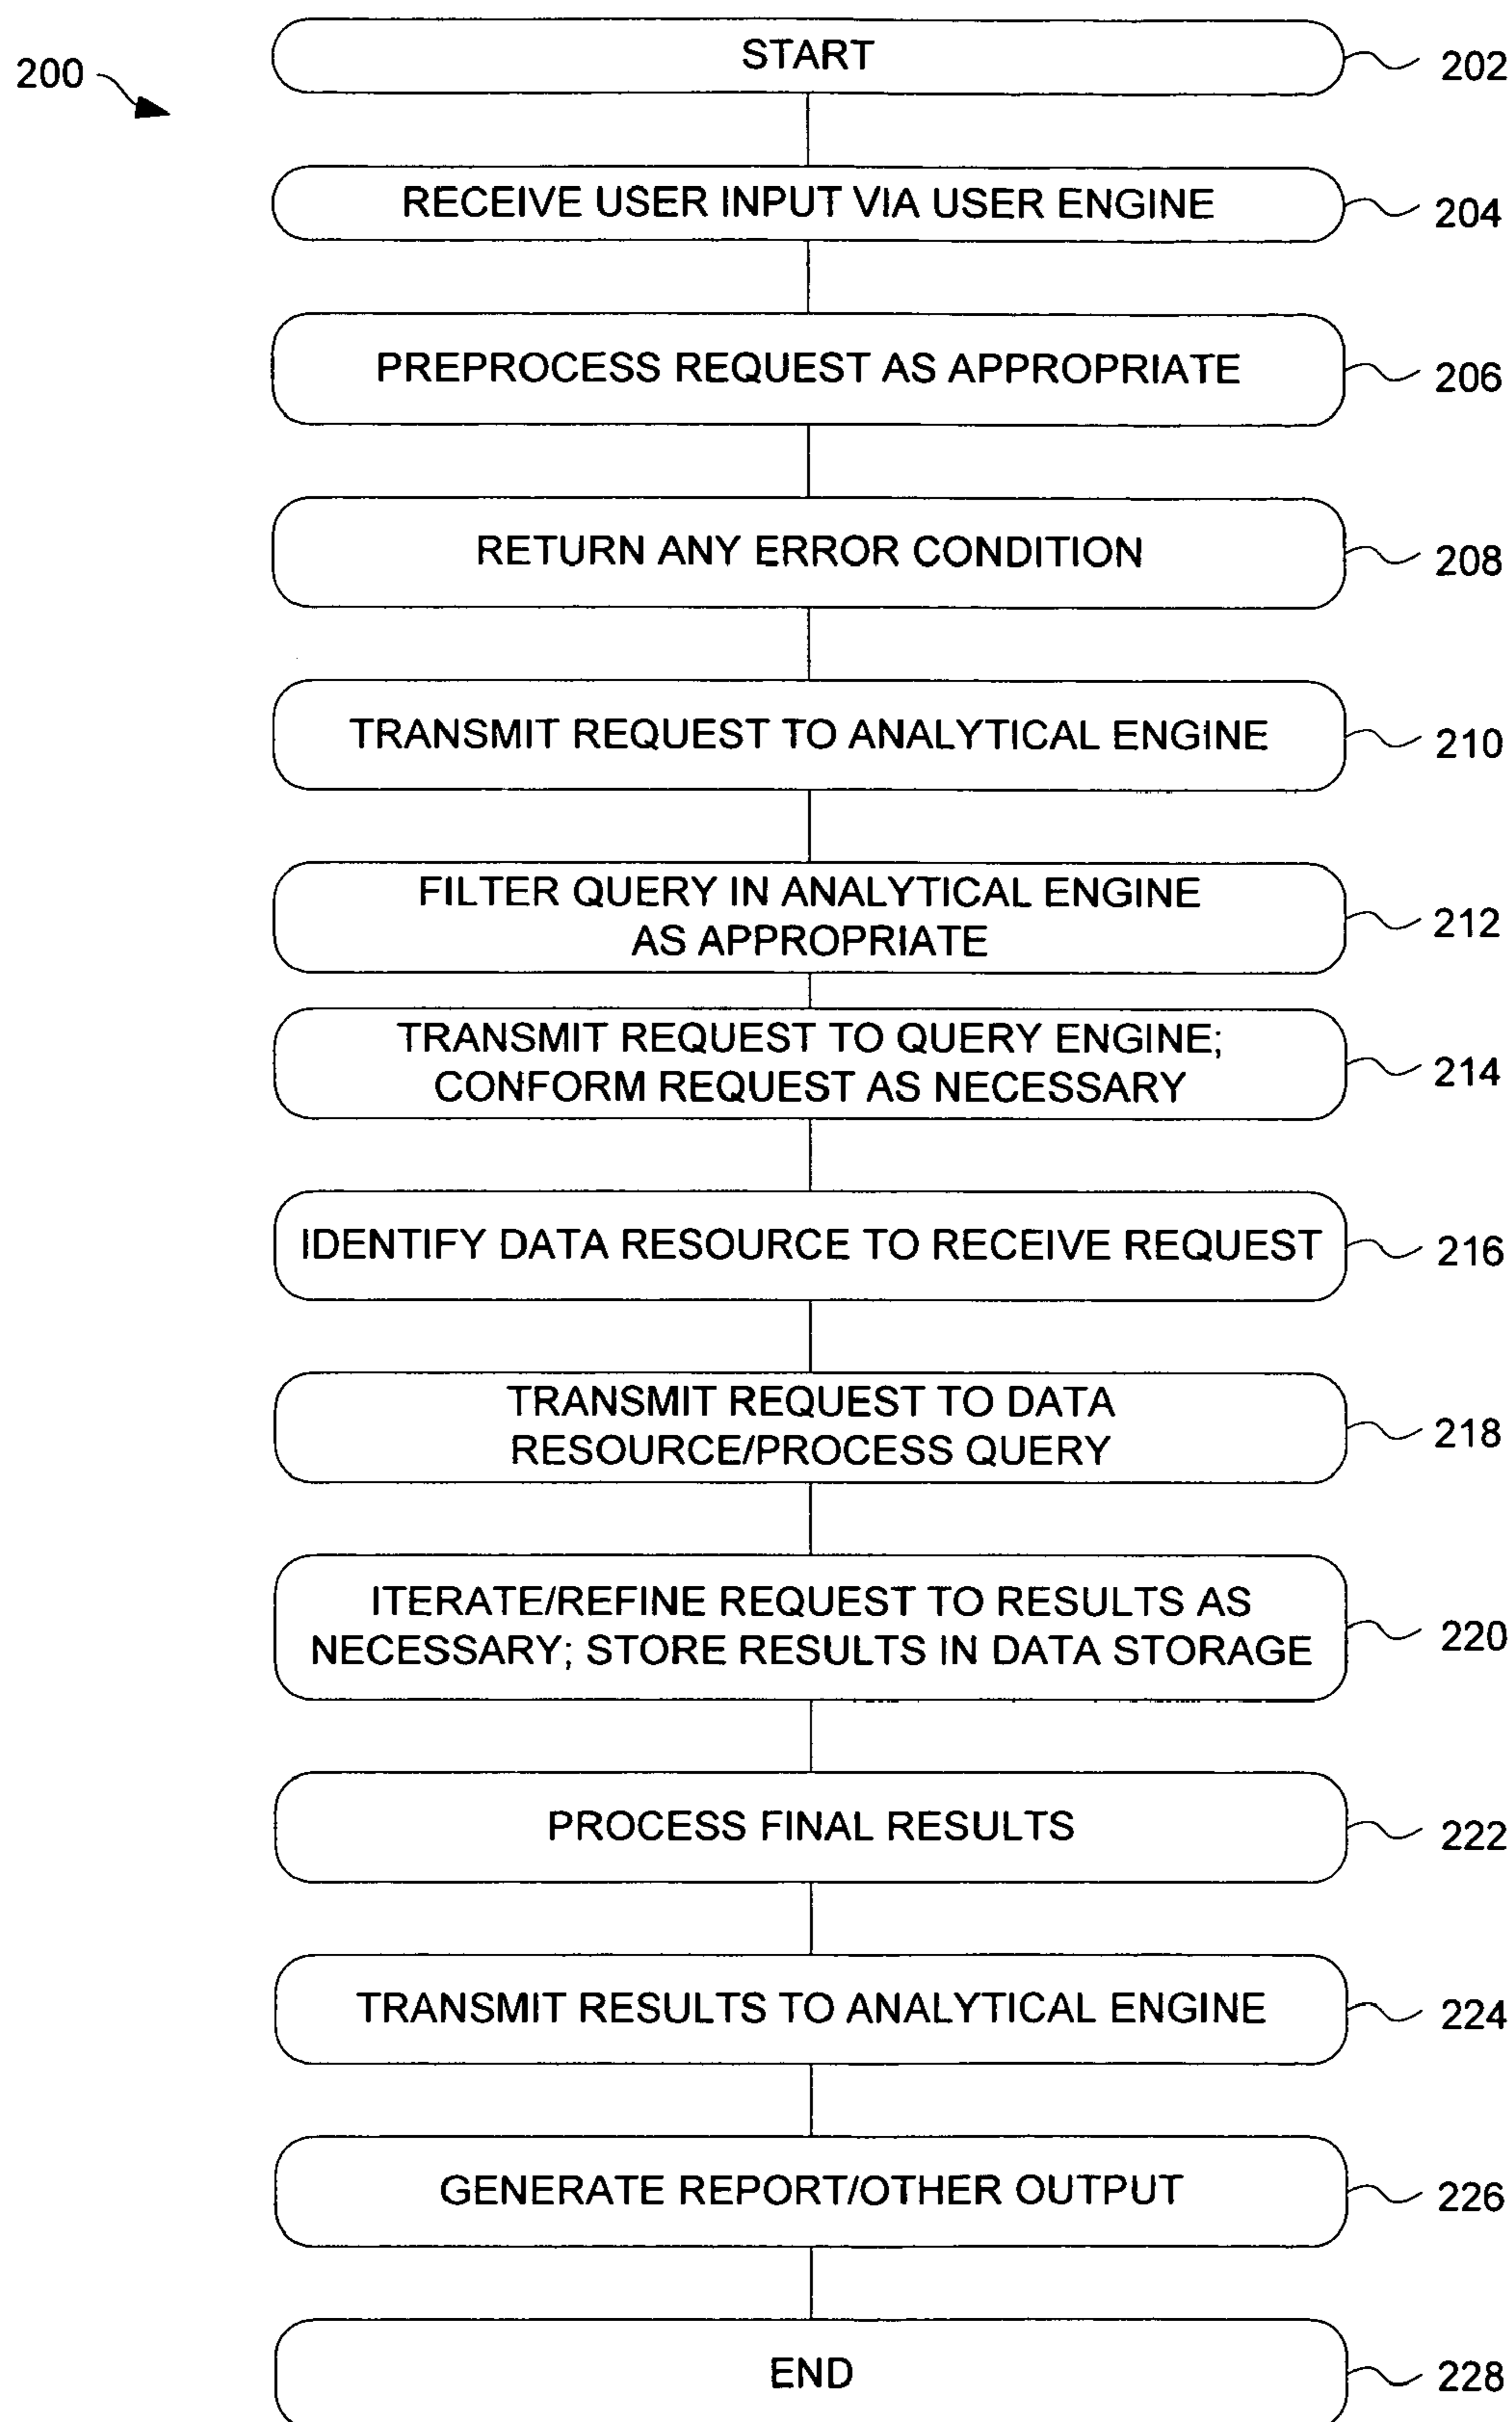 START
200
202
RECEIVE USER INPUT VIA USER ENGINE
204
PREPROCESS REQUEST AS APPROPRIATE
206
RETURN ANY ERROR CONDITION
208
TRANSMIT REQUEST TO ANALYTICAL ENGINE
210
FILTER QUERY IN ANALYTICAL ENGINE
AS APPROPRIATE
212
TRANSMIT REQUEST TO QUERY ENGINE;
CONFORM REQUEST AS NECESSARY
214
IDENTIFY DATA RESOURCE TO RECEIVE REQUEST
216
TRANSMIT REQUEST TO DATA
RESOURCE/PROCESS QUERY
218
ITERATE/REFINE REQUEST TO RESULTS AS
NECESSARY; STORE RESULTS IN DATA STORAGE
220
PROCESS FINAL RESULTS
222
TRANSMIT RESULTS TO ANALYTICAL ENGINE
224
GENERATE REPORT/OTHER OUTPUT
226
END
228